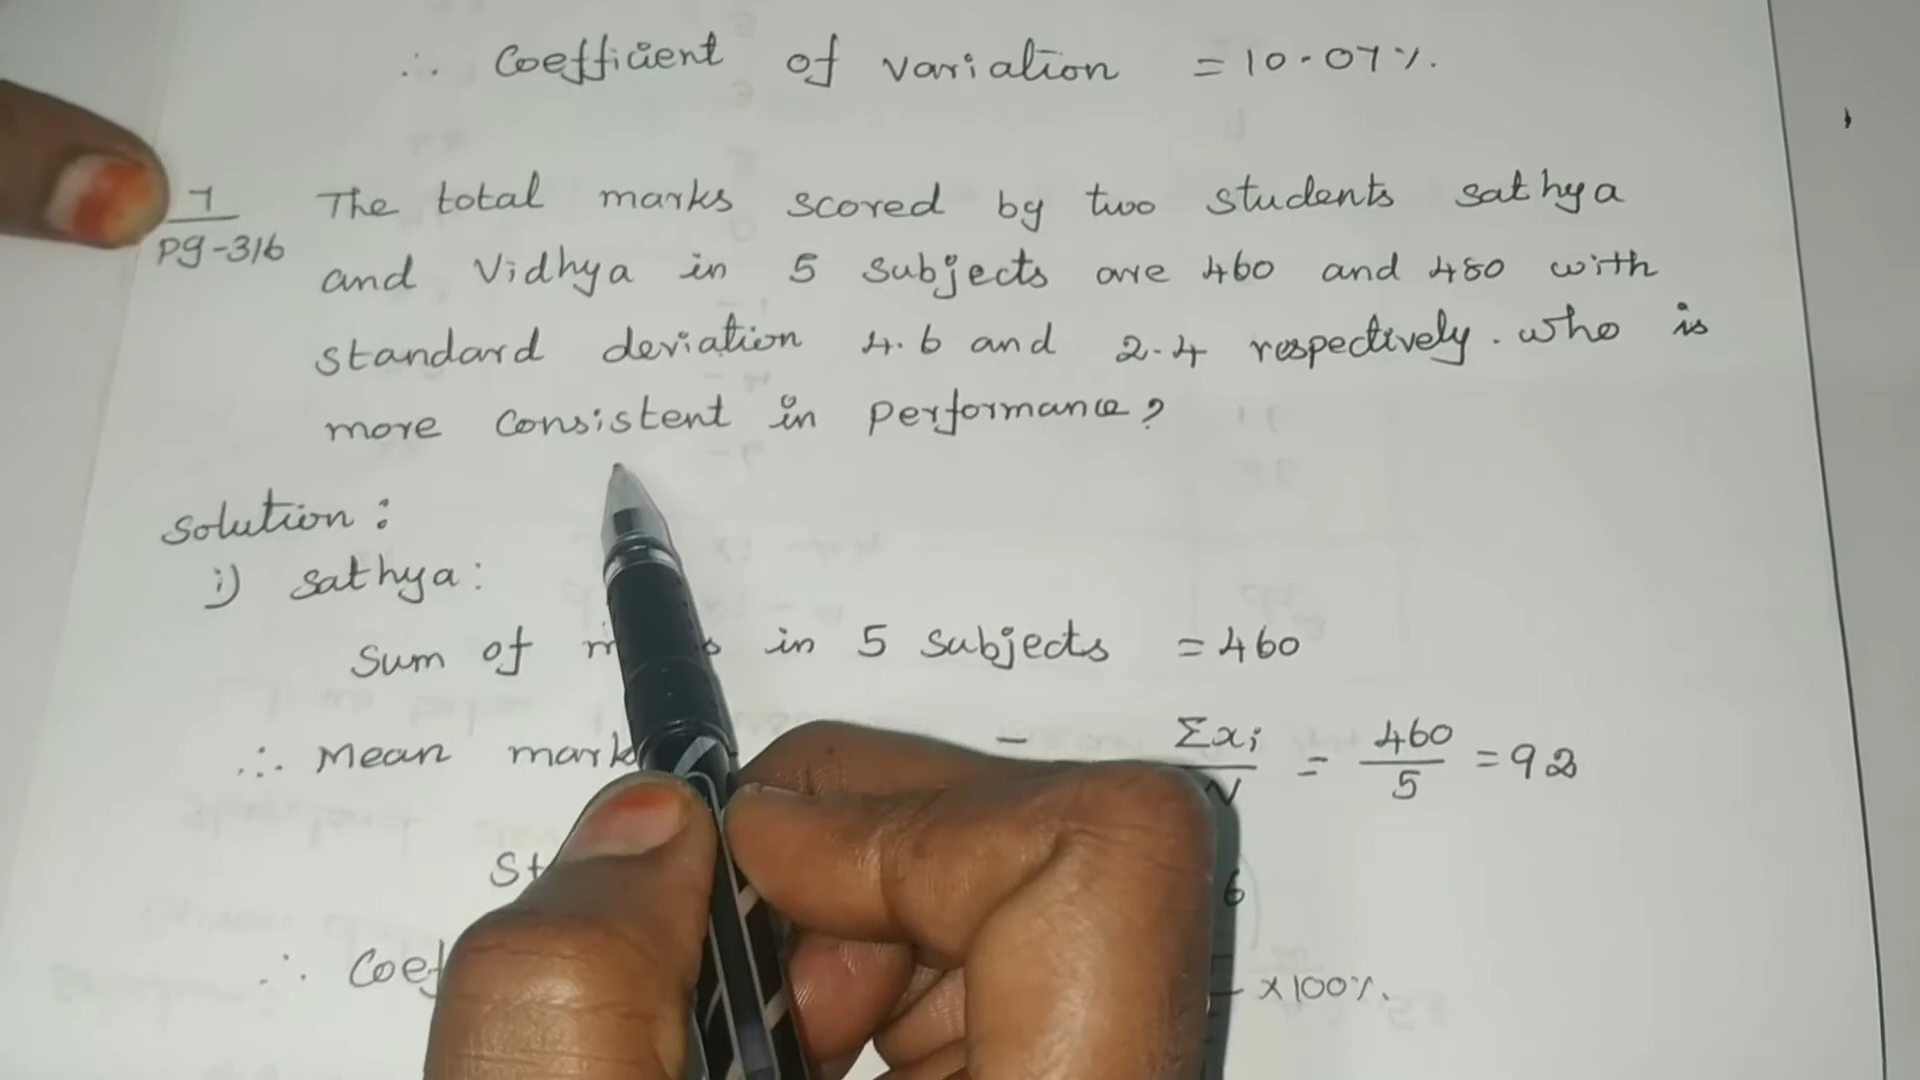 ∴ Coefficient of variation = 10.07%.
7/Pg-316 The total marks scored by two students sathya
and Vidhya in 5 subjects are 460 and 480 with
standard deviation 4.6 and 2.4 respectively. who is
more consistent in performance?
Solution:
i) Sathya:
Sum of in 5 subjects = 460
∴ Mean Σxi/N = 460/5 = 92
6
∴ × 100%.